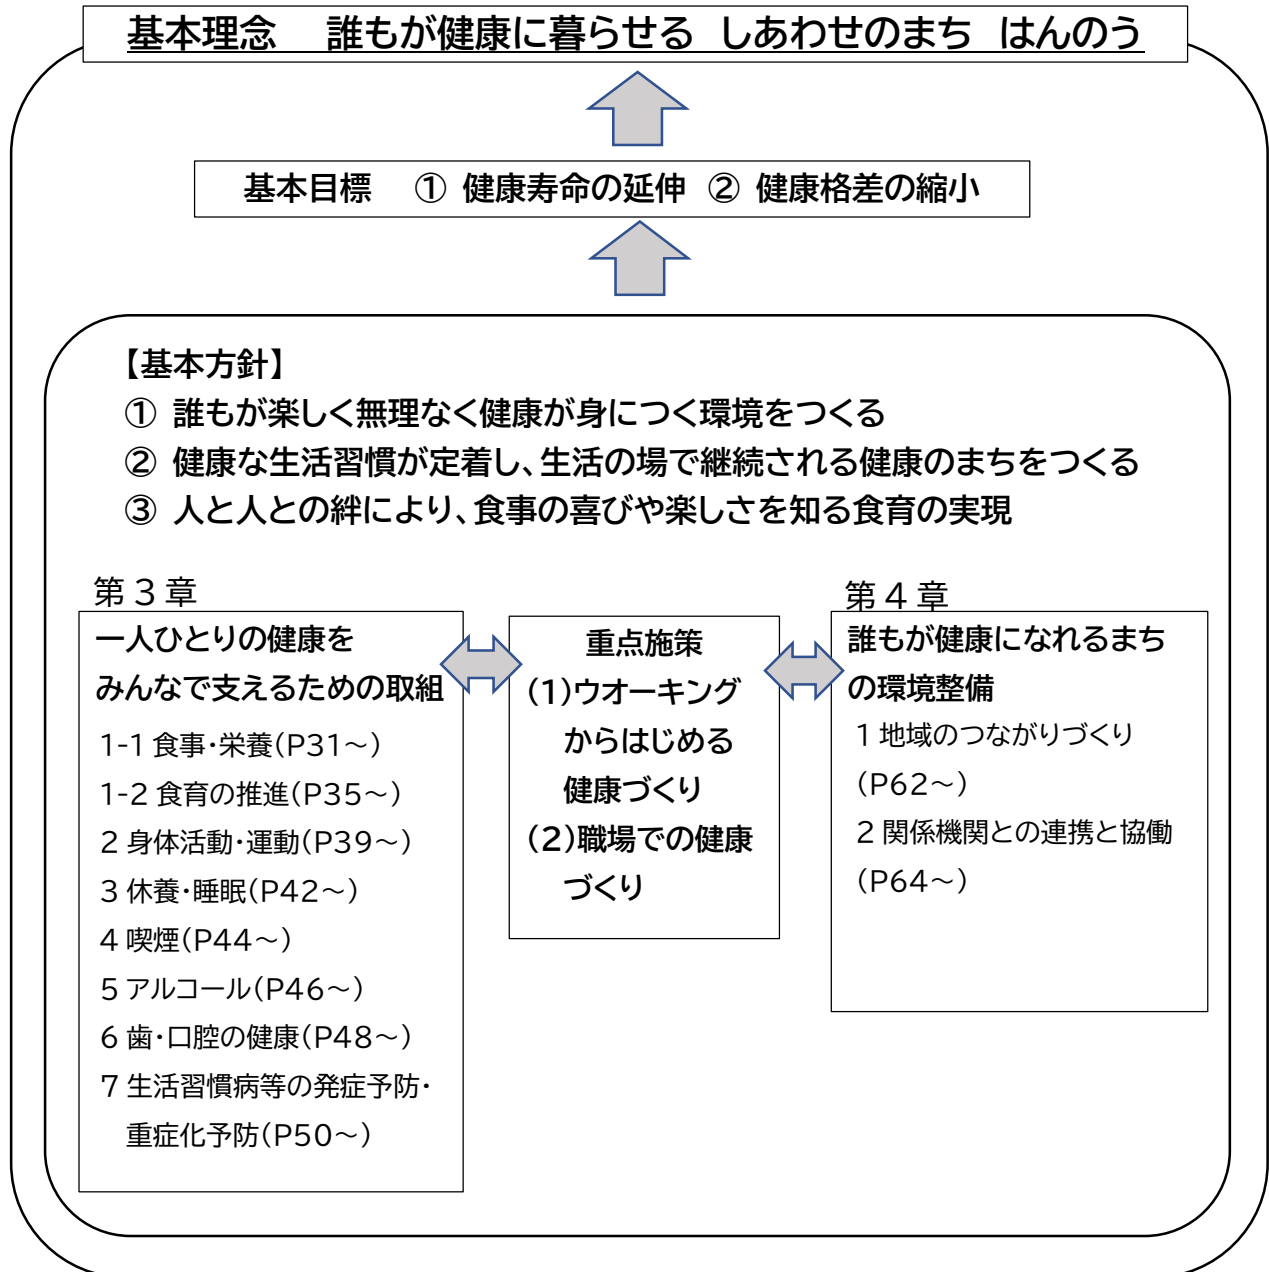 基本理念　誰もが健康に暮らせる　しあわせのまち　はんのう
基本目標　① 健康寿命の延伸 ② 健康格差の縮小
【基本方針】
① 誰もが楽しく無理なく健康が身につく環境をつくる
② 健康な生活習慣が定着し、生活の場で継続される健康のまちをつくる
③ 人と人との絆により、食事の喜びや楽しさを知る食育の実現
第３章
一人ひとりの健康を
みんなで支えるための取組
1-1 食事・栄養(P31～)
1-2 食育の推進(P35～)
2 身体活動・運動(P39～)
3 休養・睡眠(P42～)
4 喫煙(P44～)
5 アルコール(P46～)
6 歯・口腔の健康(P48～)
7 生活習慣病等の発症予防・
重症化予防(P50～)
重点施策
(1)ウオーキング
からはじめる
健康づくり
(2)職場での健康
づくり
第４章
誰もが健康になれるまち
の環境整備
1 地域のつながりづくり
(P62～)
2 関係機関との連携と協働
(P64～)